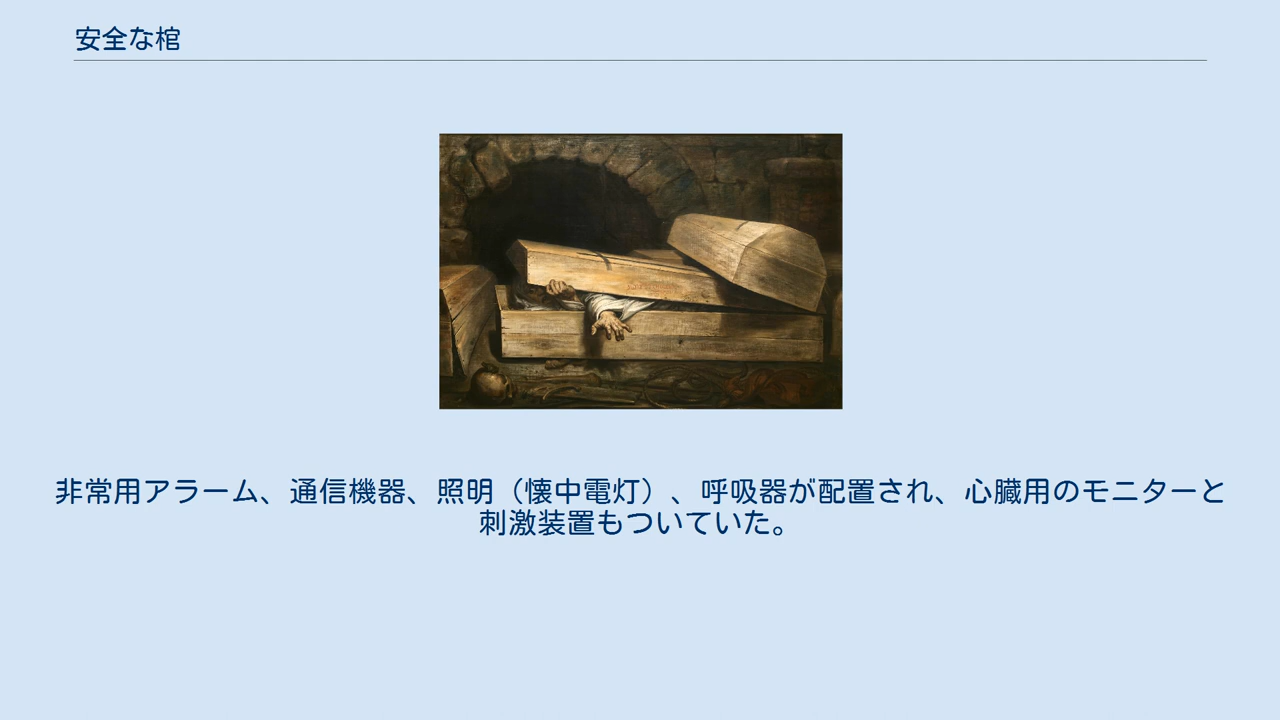 安全な棺
非常用アラーム、通信機器、照明（懐中電灯）、呼吸器が配置され、心臓用のモニターと
刺激装置もついていた。